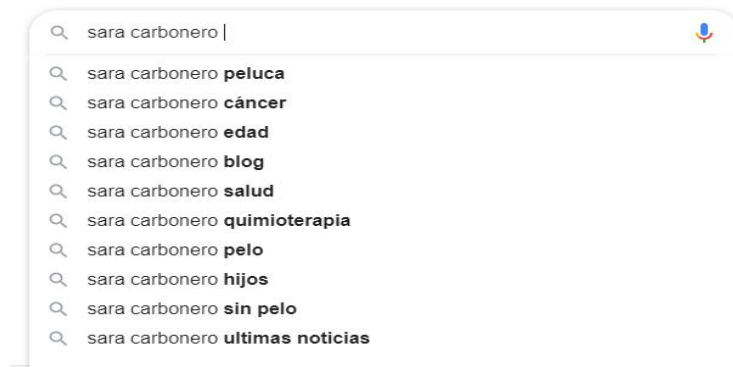 sara carbonero
sara carbonero peluca
sara carbonero cáncer
sara carbonero edad
sara carbonero blog
sara carbonero salud
sara carbonero quimioterapia
sara carbonero pelo
sara carbonero hijos
sara carbonero sin pelo
sara carbonero ultimas noticias